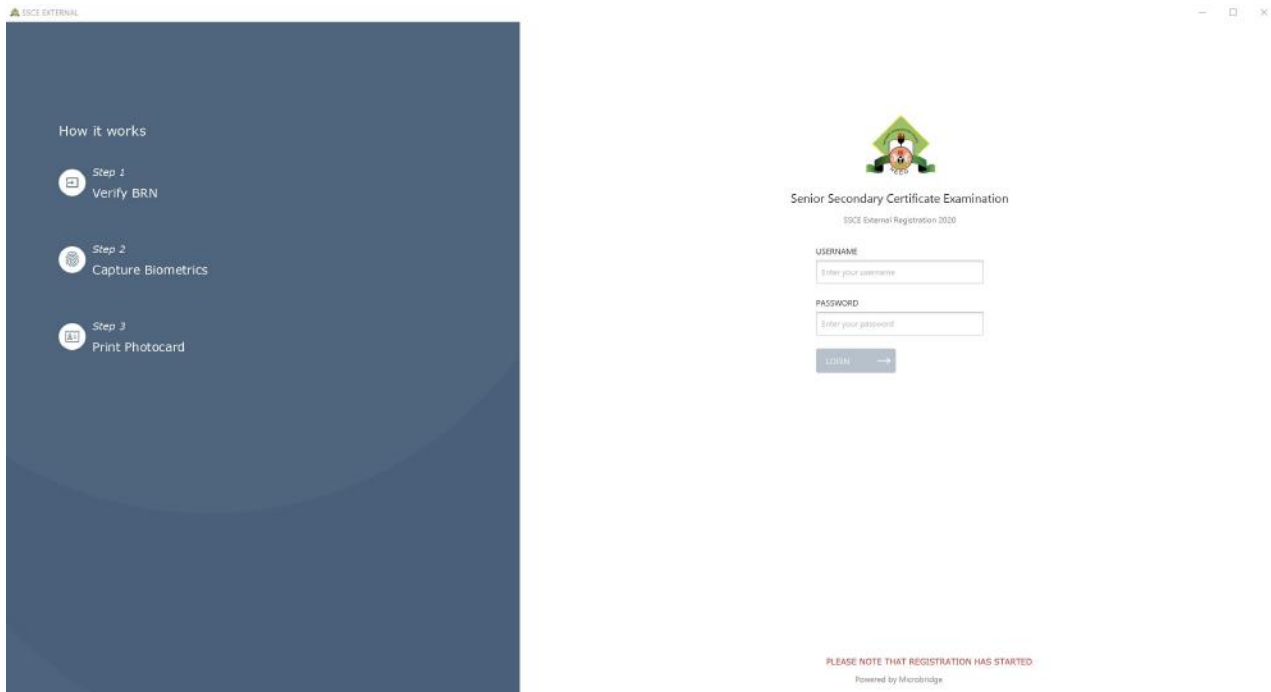 SSCE EXTERNAL
How it works
Step 1
Verify BRN
Step 2
Capture Biometrics
Step 3
Print Photocard
NECO
Senior Secondary Certificate Examination
SSCE External Registration 2020
USERNAME
Enter your username
PASSWORD
Enter your password
LOGIN
PLEASE NOTE THAT REGISTRATION HAS STARTED
Powered by Microbridge